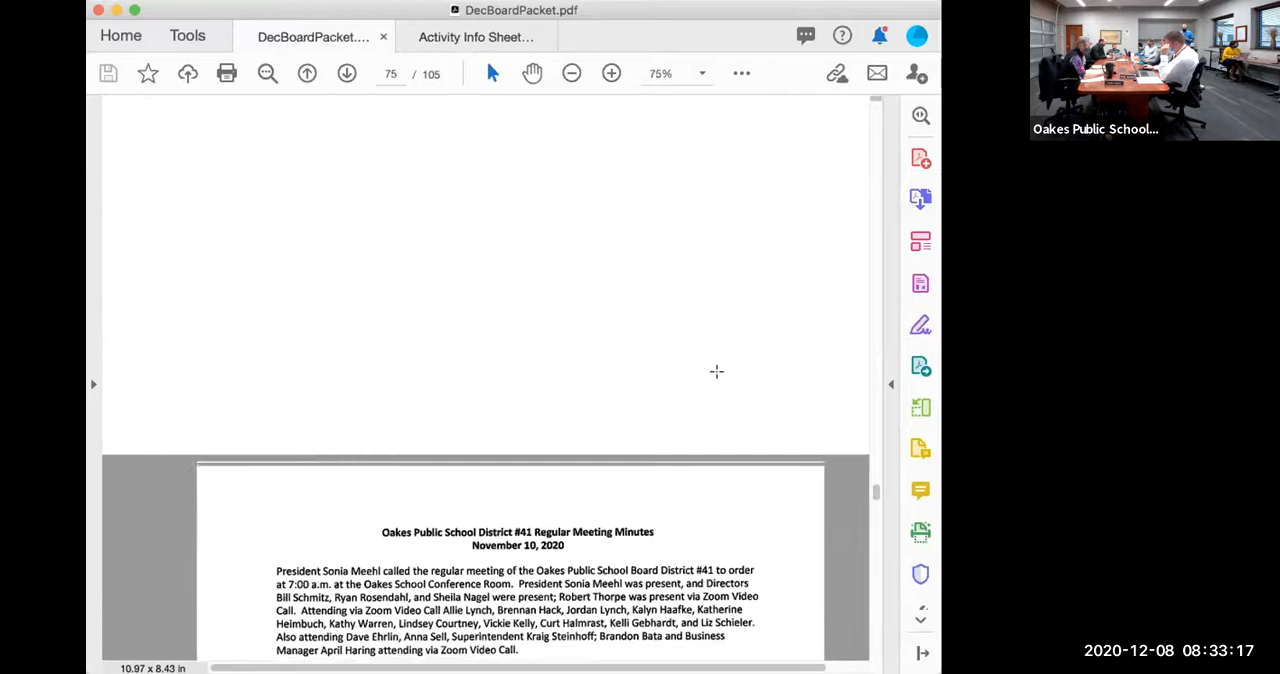 DecBoardPacket.pdf
Home
Tools
DecBoardPacket....
Activity Info Sheet...
75 / 105
75%
Oakes Public School...
Oakes Public School District #41 Regular Meeting Minutes
November 10, 2020
President Sonia Meehl called the regular meeting of the Oakes Public School Board District #41 to order
at 7:00 a.m. at the Oakes School Conference Room. President Sonia Meehl was present, and Directors
Bill Schmitz, Ryan Rosendahl, and Sheila Nagel were present; Robert Thorpe was present via Zoom Video
Call. Attending via Zoom Video Call Allie Lynch, Brennan Hack, Jordan Lynch, Kalyn Haafke, Katherine
Heimbuch, Kathy Warren, Lindsey Courtney, Vickie Kelly, Curt Halmrast, Kelli Gebhardt, and Liz Schieler.
Also attending Dave Ehrlin, Anna Sell, Superintendent Kraig Steinhoff; Brandon Bata and Business
Manager April Haring attending via Zoom Video Call.
10.97 x 8.43 in
2020-12-08 08:33:17